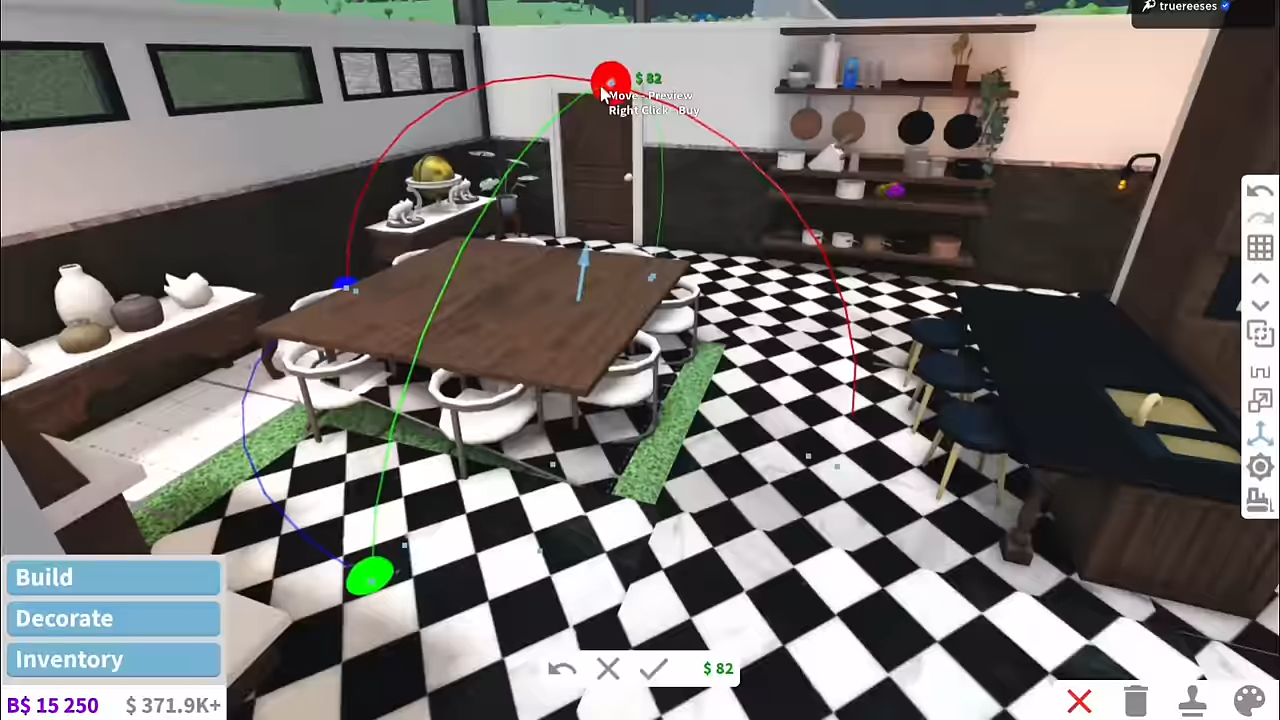 truereeses
$ 82
Move - Preview
Right Click - Buy
Build
Decorate
Inventory
B$ 15 250
$ 371.9K+
$ 82